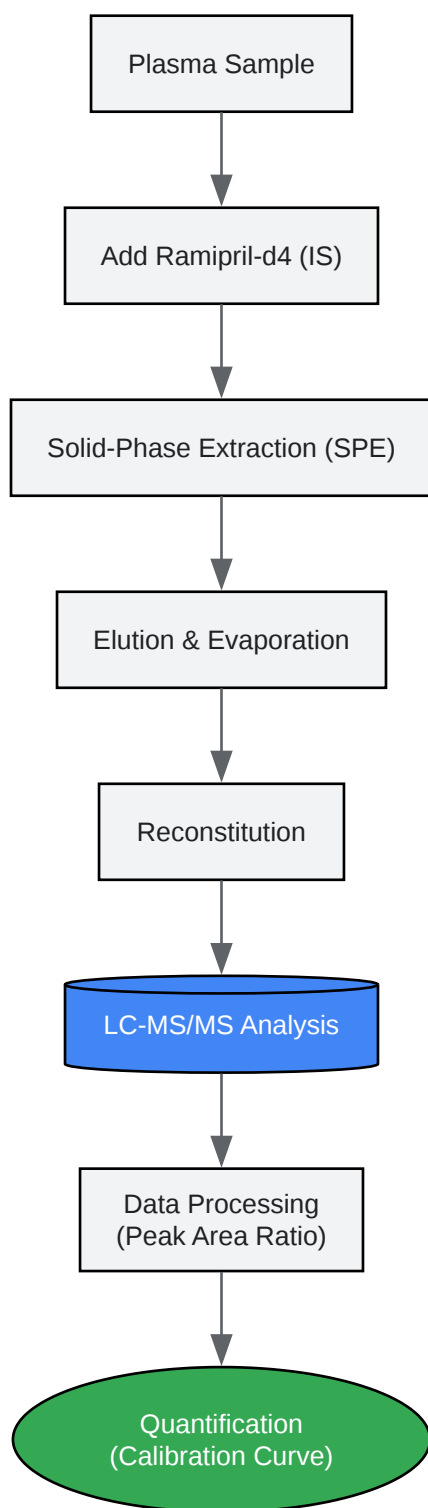 Plasma Sample
Add Ramipril-d4 (IS)
Solid-Phase Extraction (SPE)
Elution & Evaporation
Reconstitution
LC-MS/MS Analysis
Data Processing
(Peak Area Ratio)
Quantification
(Calibration Curve)